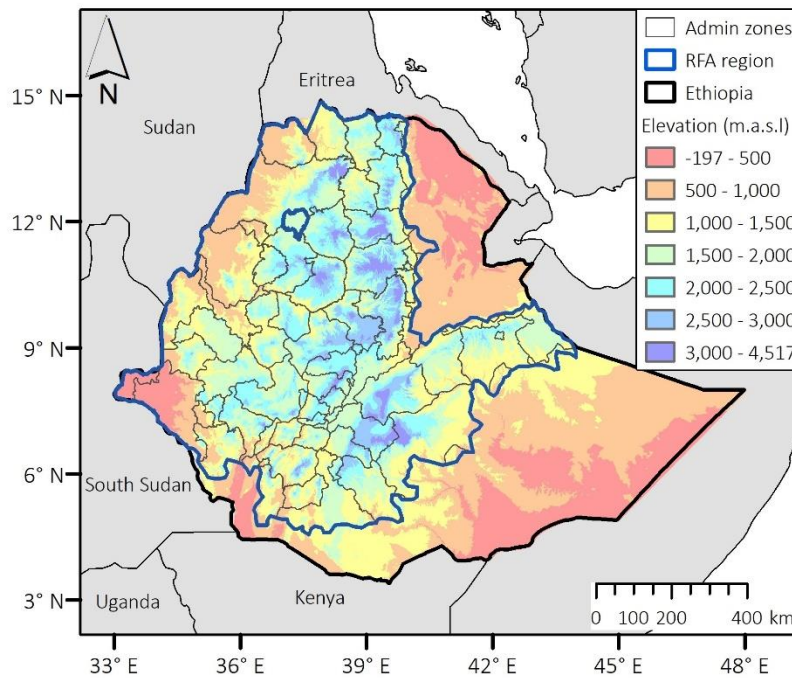 Admin zones
RFA region
Ethiopia
Elevation (m.a.s.l)
-197 - 500
500 - 1,000
1,000 - 1,500
1,500 - 2,000
2,000 - 2,500
2,500 - 3,000
3,000 - 4,517
N
Eritrea
Sudan
South Sudan
Uganda
Kenya
15° N
12° N
9° N
6° N
3° N
0 100 200 400
km
33° E 36° E 39° E 42° E 45° E 48° E